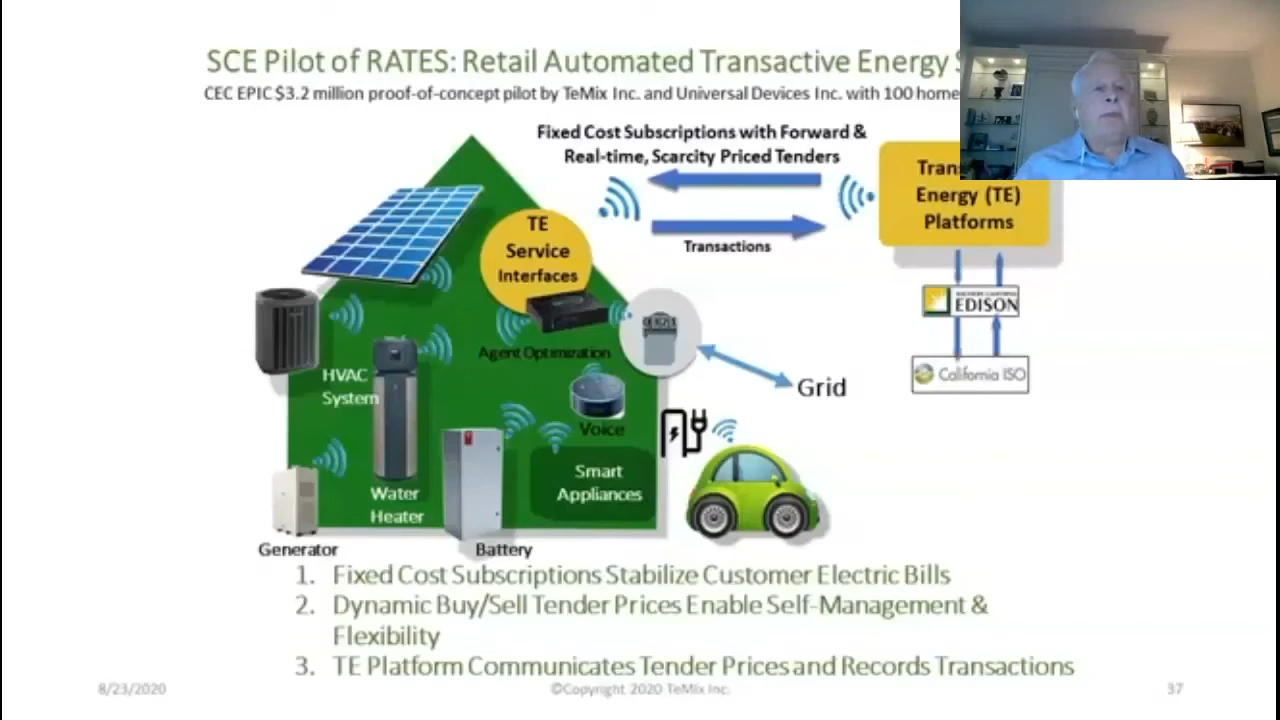 SCE Pilot of RATES: Retail Automated Transactive Energy S
CEC EPIC $3.2 million proof-of-concept pilot by TeMix Inc. and Universal Devices Inc. with 100 home
Fixed Cost Subscriptions with Forward &
Real-time, Scarcity Priced Tenders
Transactions
Trans
Energy (TE)
Platforms
EDISON
California ISO
TE
Service
Interfaces
Agent Optimization
HVAC
System
Grid
Voice
Smart
Appliances
Water
Heater
Generator
Battery
1. Fixed Cost Subscriptions Stabilize Customer Electric Bills
2. Dynamic Buy/Sell Tender Prices Enable Self-Management &
Flexibility
3. TE Platform Communicates Tender Prices and Records Transactions
8/23/2020
©Copyright 2020 TeMix Inc.
37